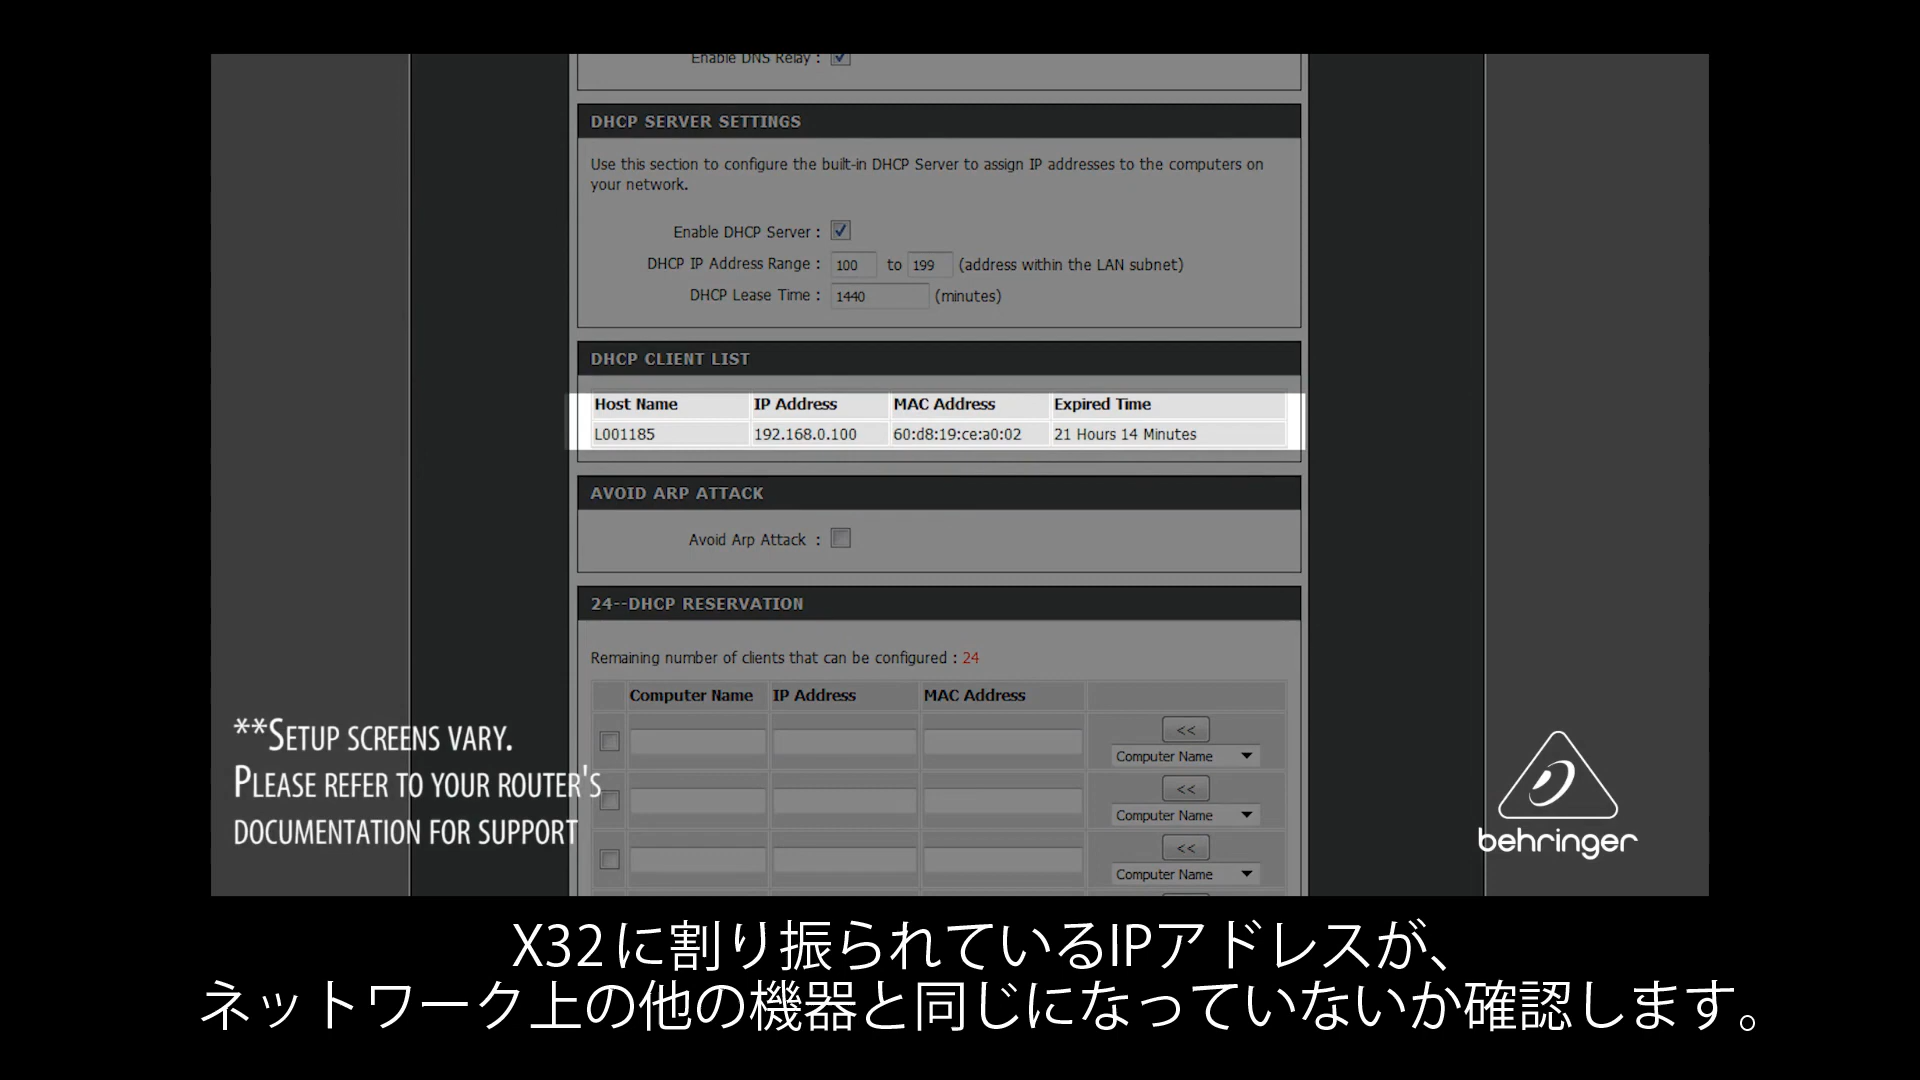 Enable DNS Relay :
DHCP SERVER SETTINGS
Use this section to configure the built-in DHCP Server to assign IP addresses to the computers on
your network.
Enable DHCP Server :
DHCP IP Address Range : 100 to 199 (address within the LAN subnet)
DHCP Lease Time : 1440 (minutes)
DHCP CLIENT LIST
Host Name IP Address MAC Address Expired Time
L001185 192.168.0.100 60:d8:19:ce:a0:02 21 Hours 14 Minutes
AVOID ARP ATTACK
Avoid Arp Attack :
24--DHCP RESERVATION
Remaining number of clients that can be configured : 24
Computer Name IP Address MAC Address
<<
Computer Name
<<
Computer Name
<<
Computer Name
**SETUP SCREENS VARY.
PLEASE REFER TO YOUR ROUTER'S
DOCUMENTATION FOR SUPPORT
behringer
X32に割り振られているIPアドレスが、
ネットワーク上の他の機器と同じになっていないか確認します。